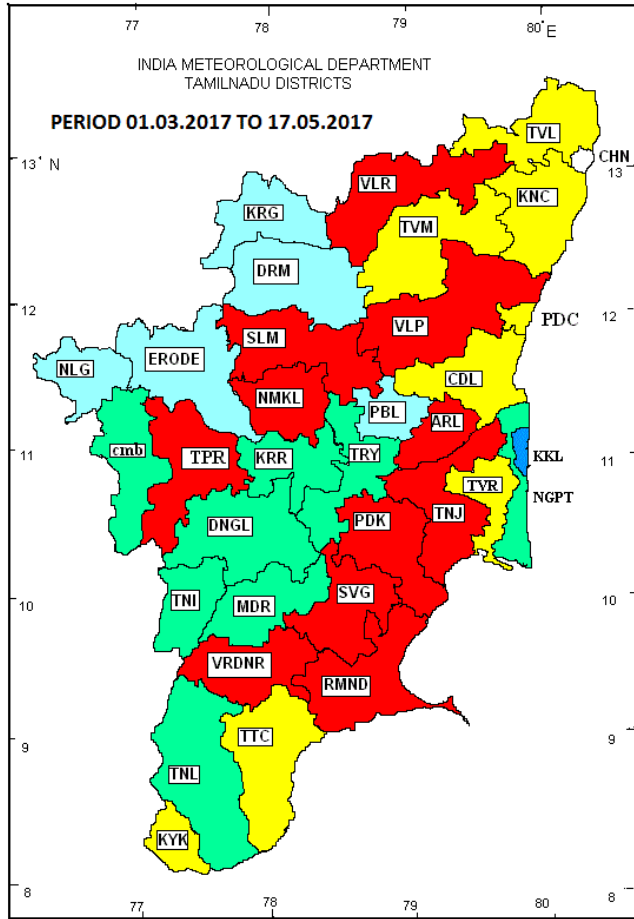 77 78 79 80° E
INDIA METEOROLOGICAL DEPARTMENT
TAMILNADU DISTRICTS
PERIOD 01.03.2017 TO 17.05.2017
TVL
13° N
CHN
13
VLR
KNC
KRG
TVM
DRM
12
12
PDC
SLM
VLP
ERODE
NLG
CDL
NMKL
PBL
ARL
cmb
KRR
TRY
11
TPR
KKL
11
TYR
NGPT
DNGL
PDK
TNJ
10
TNI
MDR
SVG
10
VRDNR
RMND
9
TTC
9
TNL
KYK
8
8
77 78 79 80